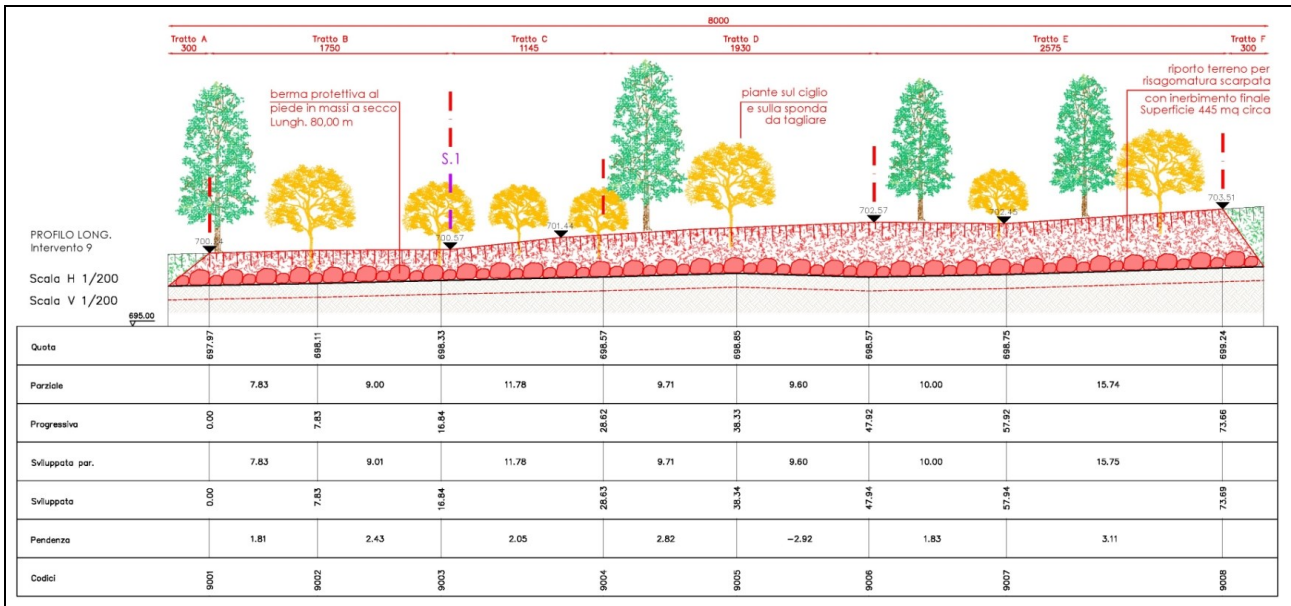 8000
Tratto A Tratto B Tratto C Tratto D Tratto E Tratto F
300 1750 1145 1930 2575 300
berma protettiva al
piede in massi a secco
Lungh. 80,00 m
piante sul ciglio
e sulla sponda
da tagliare
riporto terreno per
risagomatura scarpata
con inerbimento finale
Superficie 445 mq circa
S.1
700.57
701.44
702.57
703.51
PROFILO LONG.
Intervento 9
Scala H 1/200
Scala V 1/200
695.00
Quota 697.97 698.11 698.33 698.57 698.85 698.57 698.75 699.24
Parziale 7.83 9.00 11.78 9.71 9.60 10.00 15.74
Progressiva 0.00 7.83 16.84 28.62 38.33 47.92 57.92 73.66
Sviluppata par. 7.83 9.01 11.78 9.71 9.60 10.00 15.75
Sviluppata 0.00 7.83 16.84 28.63 38.34 47.94 57.94 73.69
Pendenza 1.81 2.43 2.05 2.82 -2.92 1.83 3.11
Codici 9001 9002 9003 9004 9005 9006 9007 9008